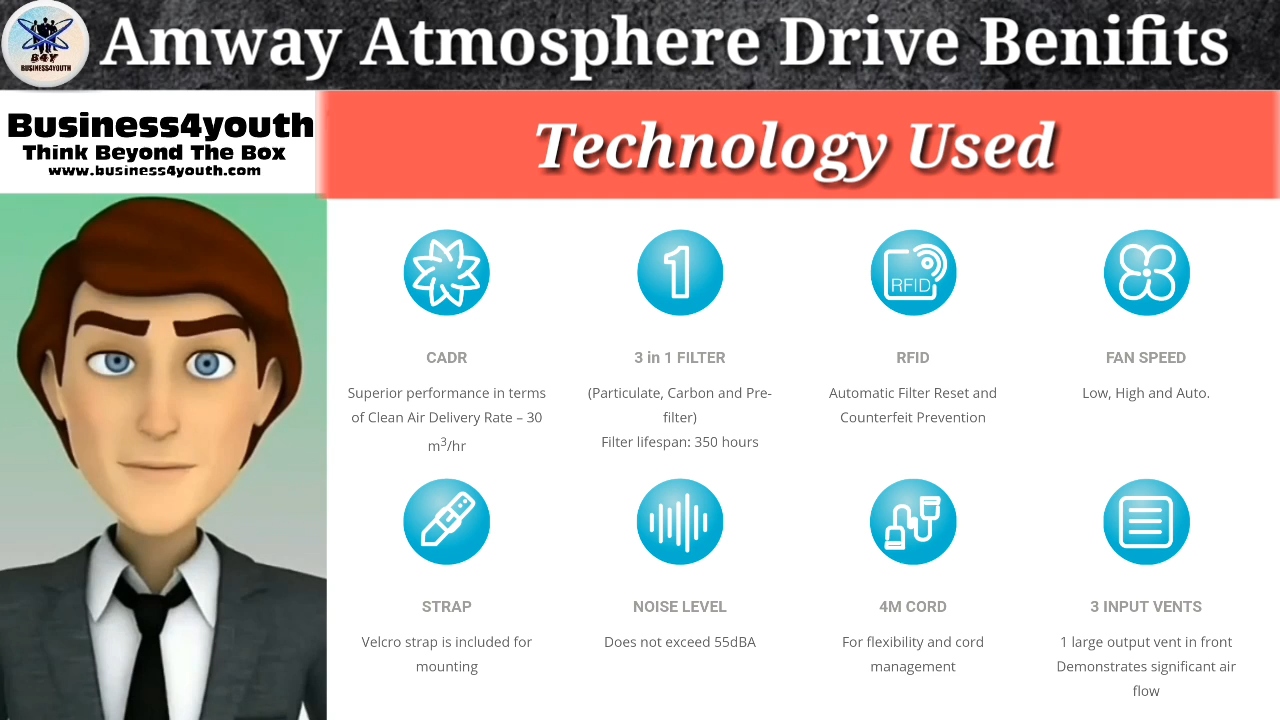 B4Y
BUSINESS4YOUTH
Amway Atmosphere Drive Benifits
Business4youth
Think Beyond The Box
www.business4youth.com
Technology Used
1
RFID
CADR
Superior performance in terms
of Clean Air Delivery Rate – 30
m³/hr
3 in 1 FILTER
(Particulate, Carbon and Pre-
filter)
Filter lifespan: 350 hours
RFID
Automatic Filter Reset and
Counterfeit Prevention
FAN SPEED
Low, High and Auto.
STRAP
Velcro strap is included for
mounting
NOISE LEVEL
Does not exceed 55dBA
4M CORD
For flexibility and cord
management
3 INPUT VENTS
1 large output vent in front
Demonstrates significant air
flow